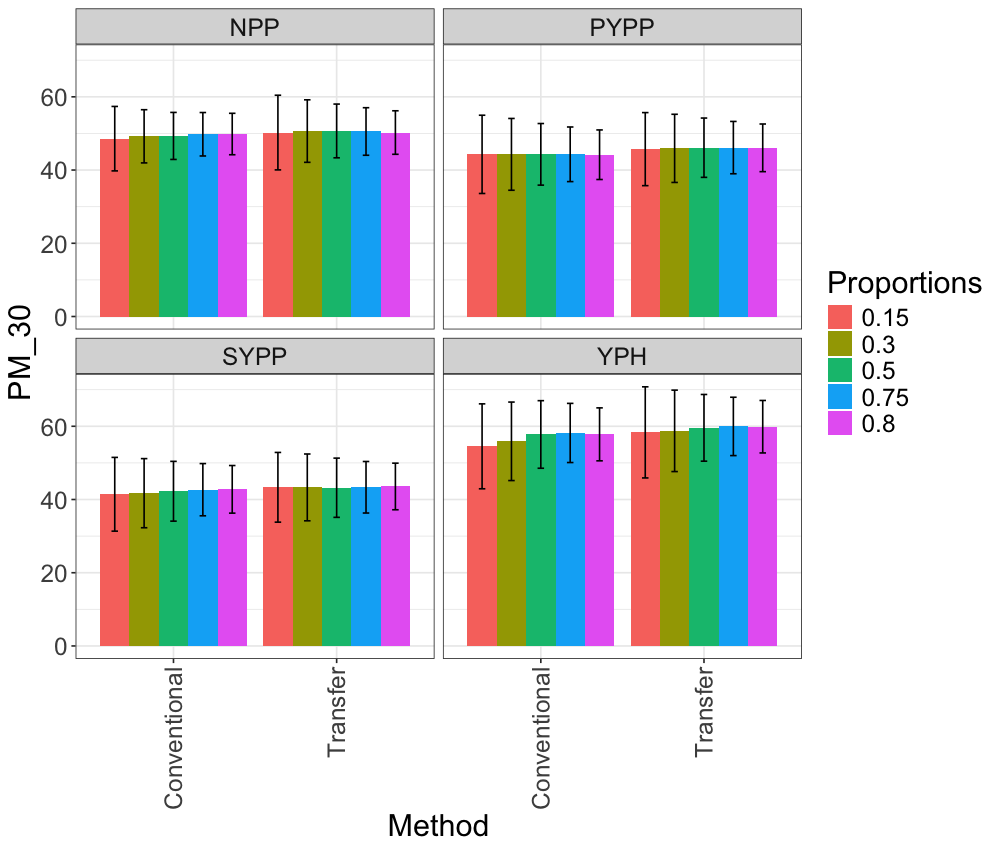 NPP
PYPP
60
40
20
0
SYPP
YPH
60
40
20
0
PM_30
Conventional
Transfer
Conventional
Transfer
Method
Proportions
0.15
0.3
0.5
0.75
0.8